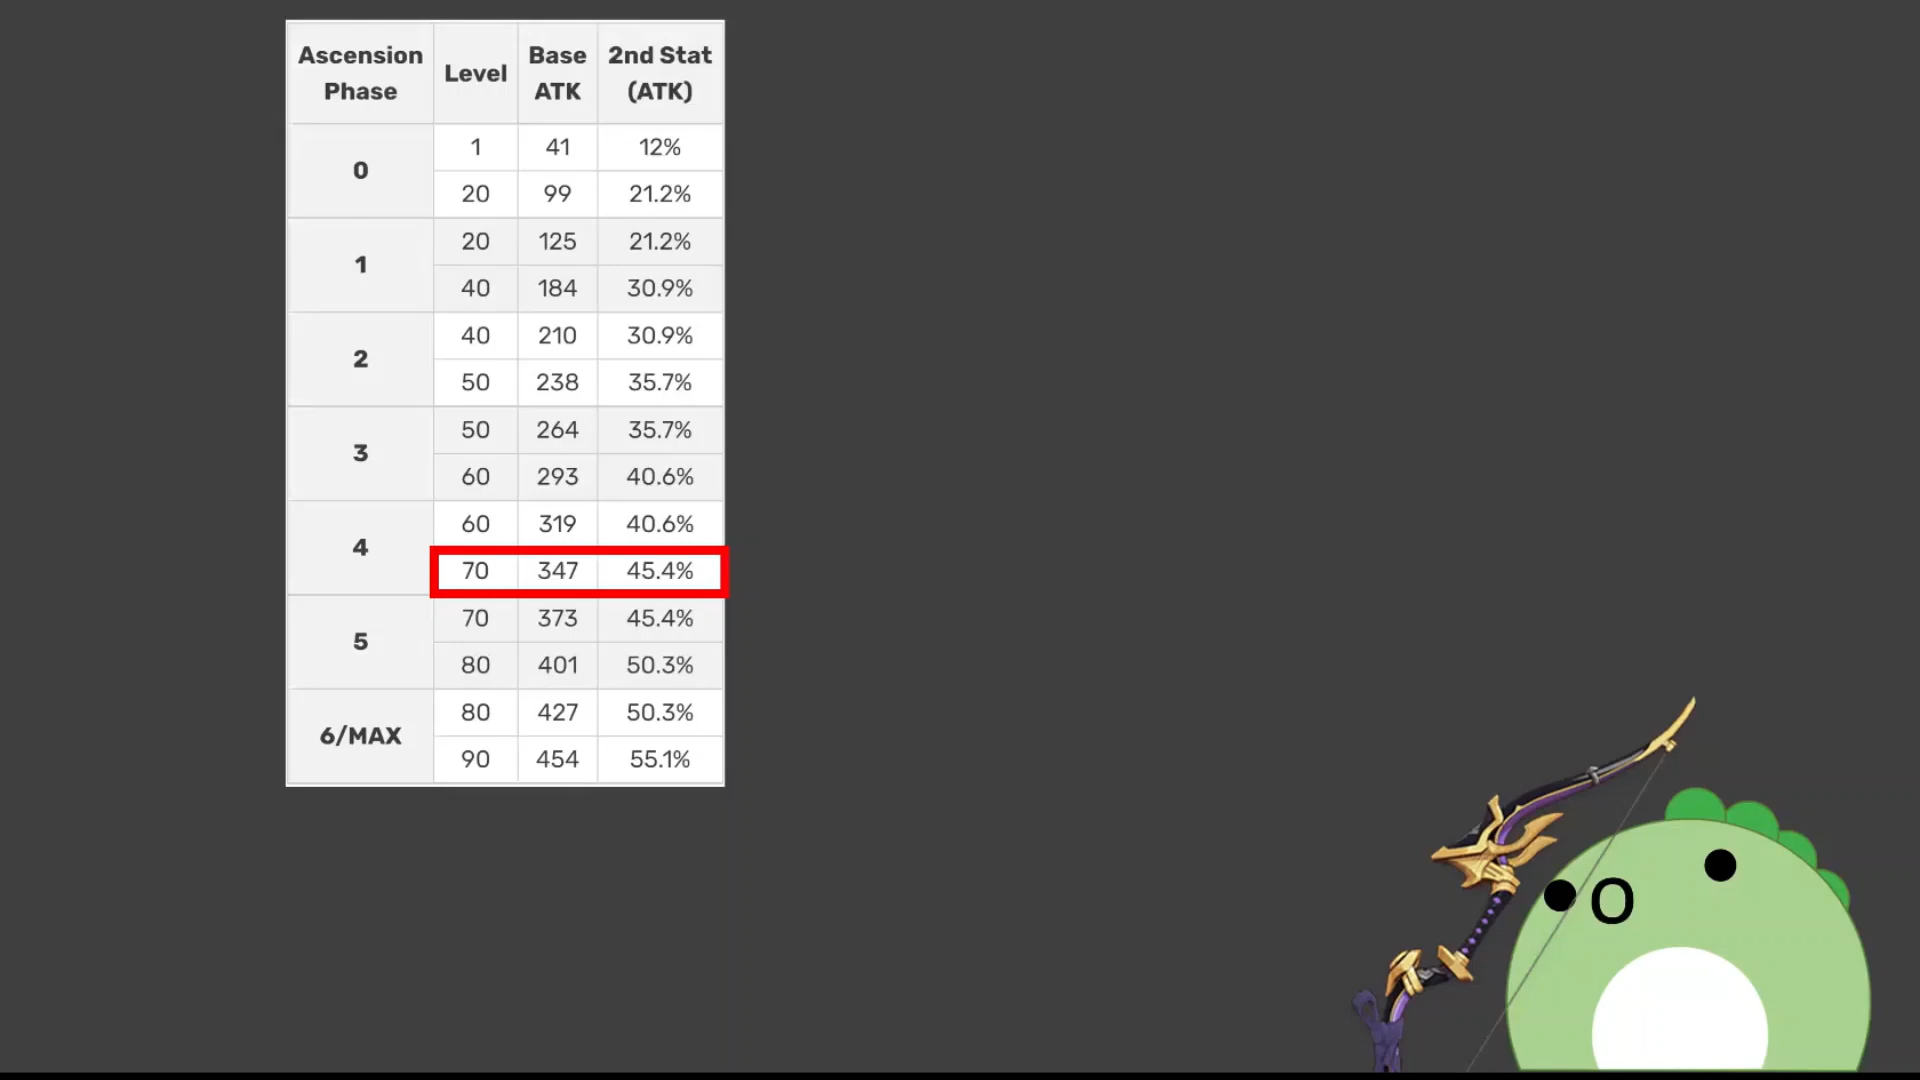 Ascension Phase Level Base ATK 2nd Stat (ATK)
0 1 41 12%
20 99 21.2%
1 20 125 21.2%
40 184 30.9%
2 40 210 30.9%
50 238 35.7%
3 50 264 35.7%
60 293 40.6%
4 60 319 40.6%
70 347 45.4%
5 70 373 45.4%
80 401 50.3%
6/MAX 80 427 50.3%
90 454 55.1%